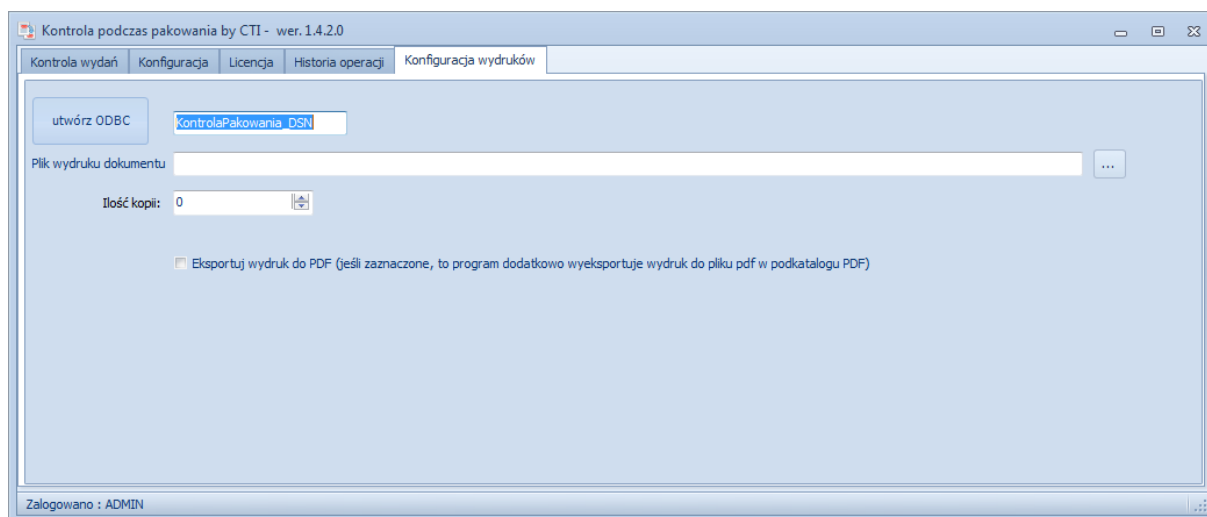 Kontrola podczas pakowania by CTI - wer. 1.4.2.0
Kontrola wydań Konfiguracja Licencja Historia operacji Konfiguracja wydruków
utwórz ODBC KontrolaPakowania_DSN
Plik wydruku dokumentu ...
Ilość kopii: 0
Eksportuj wydruk do PDF (jeśli zaznaczone, to program dodatkowo wyeksportuje wydruk do pliku pdf w podkatalogu PDF)
Zalogowano : ADMIN